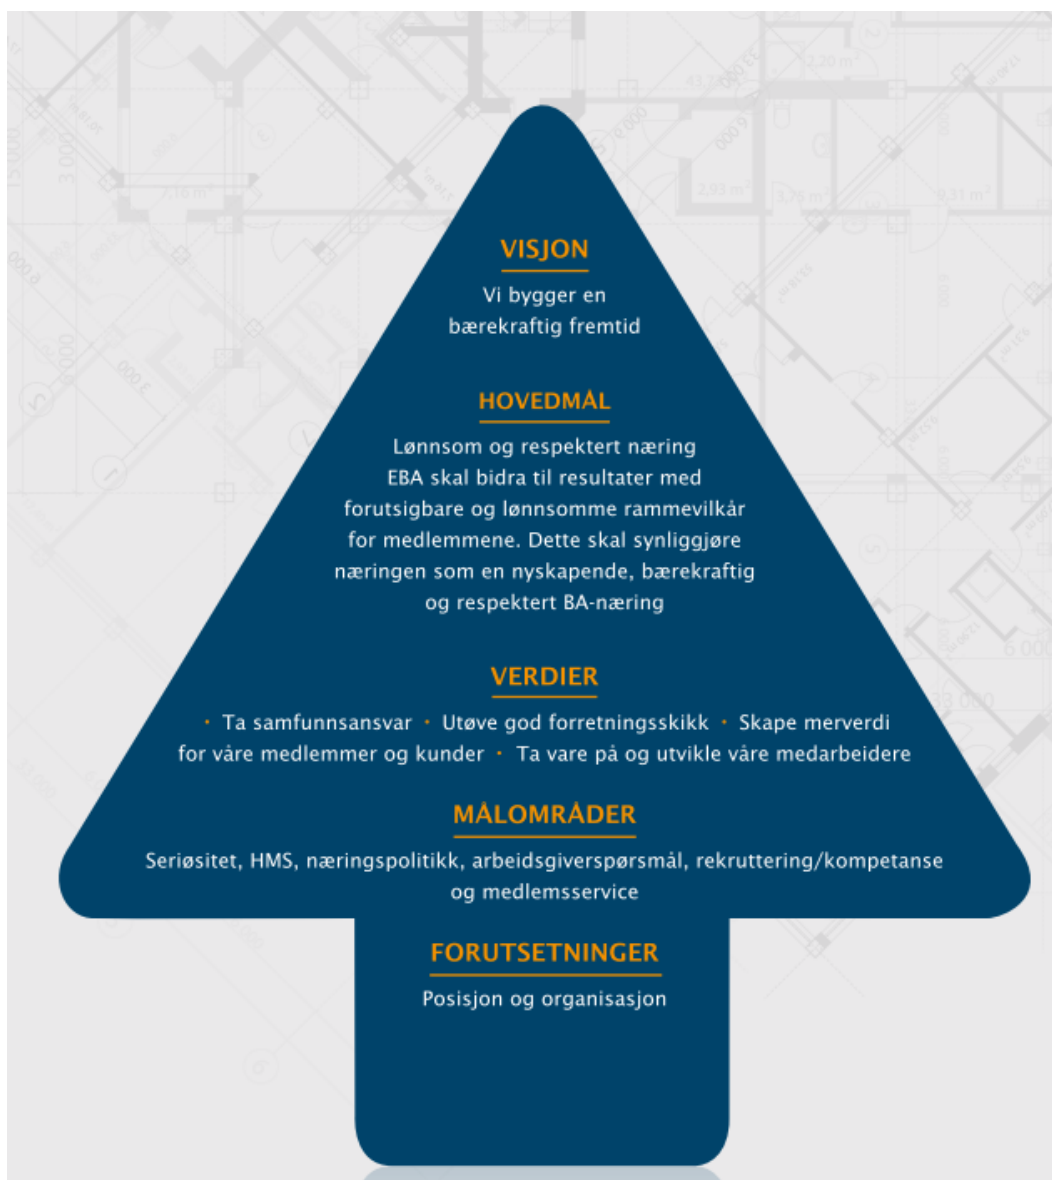 VISJON
Vi bygger en
bærekraftig fremtid
HOVEDMÅL
Lønnsom og respektert næring
EBA skal bidra til resultater med
forutsigbare og lønnsomme rammevilkår
for medlemmene. Dette skal synliggjøre
næringen som en nyskapende, bærekraftig
og respektert BA-næring
VERDIER
· Ta samfunnsansvar · Utøve god forretningsskikk · Skape merverdi
for våre medlemmer og kunder · Ta vare på og utvikle våre medarbeidere
MÅLOMRÅDER
Seriøsitet, HMS, næringspolitikk, arbeidsgiverspørsmål, rekruttering/kompetanse
og medlemsservice
FORUTSETNINGER
Posisjon og organisasjon